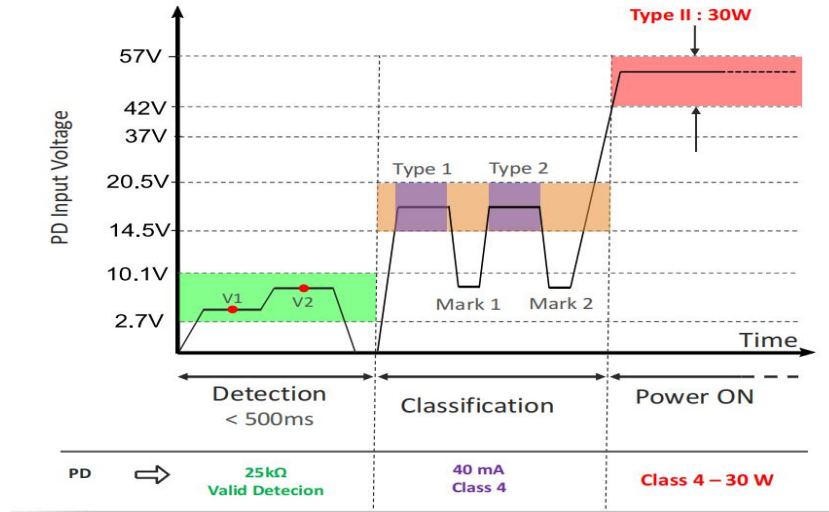 Type II : 30W
57V
42V
37V
20.5V
14.5V
10.1V
2.7V
PD Input Voltage
Type 1
Type 2
V1
V2
Mark 1
Mark 2
Time
Detection
< 500ms
Classification
Power ON
PD
25kΩ
Valid Detecion
40 mA
Class 4
Class 4 – 30 W